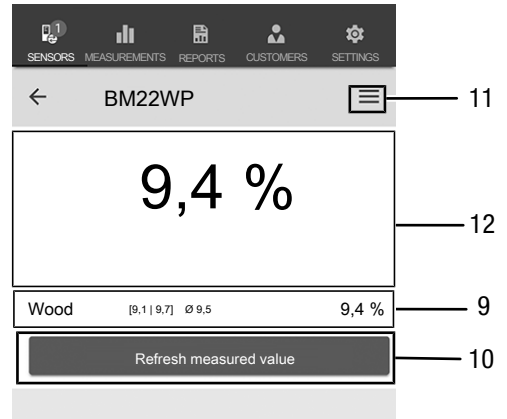 1
SENSORS MEASUREMENTS REPORTS CUSTOMERS SETTINGS
BM22WP 11
9,4 %
12
Wood [9,1 | 9,7] Ø 9,5 9,4 % 9
Refresh measured value 10